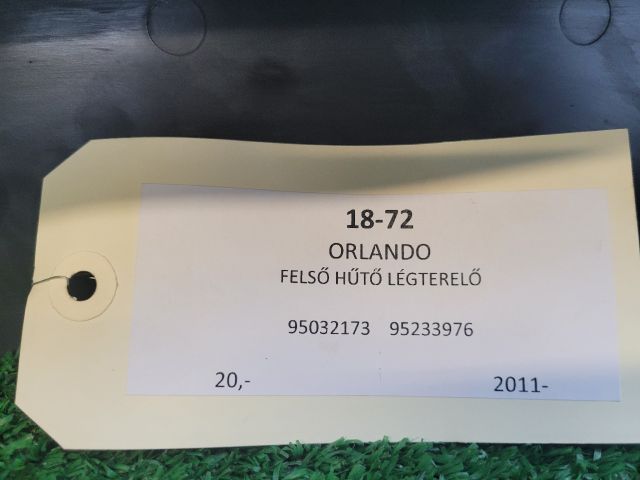 18-72
ORLANDO
FELSŐ HŰTŐ LÉGTERELŐ
95032173 95233976
20,- 2011-